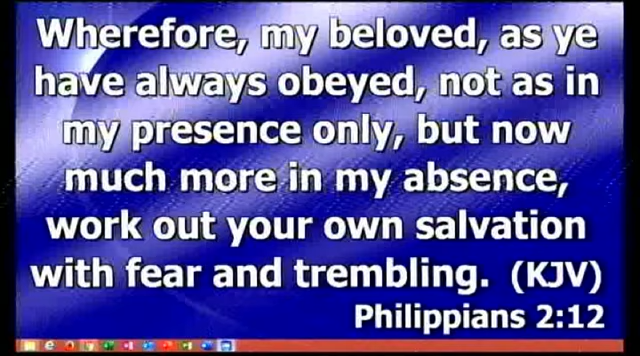 Wherefore, my beloved, as ye
have always obeyed, not as in
my presence only, but now
much more in my absence,
work out your own salvation
with fear and trembling. (KJV)
Philippians 2:12